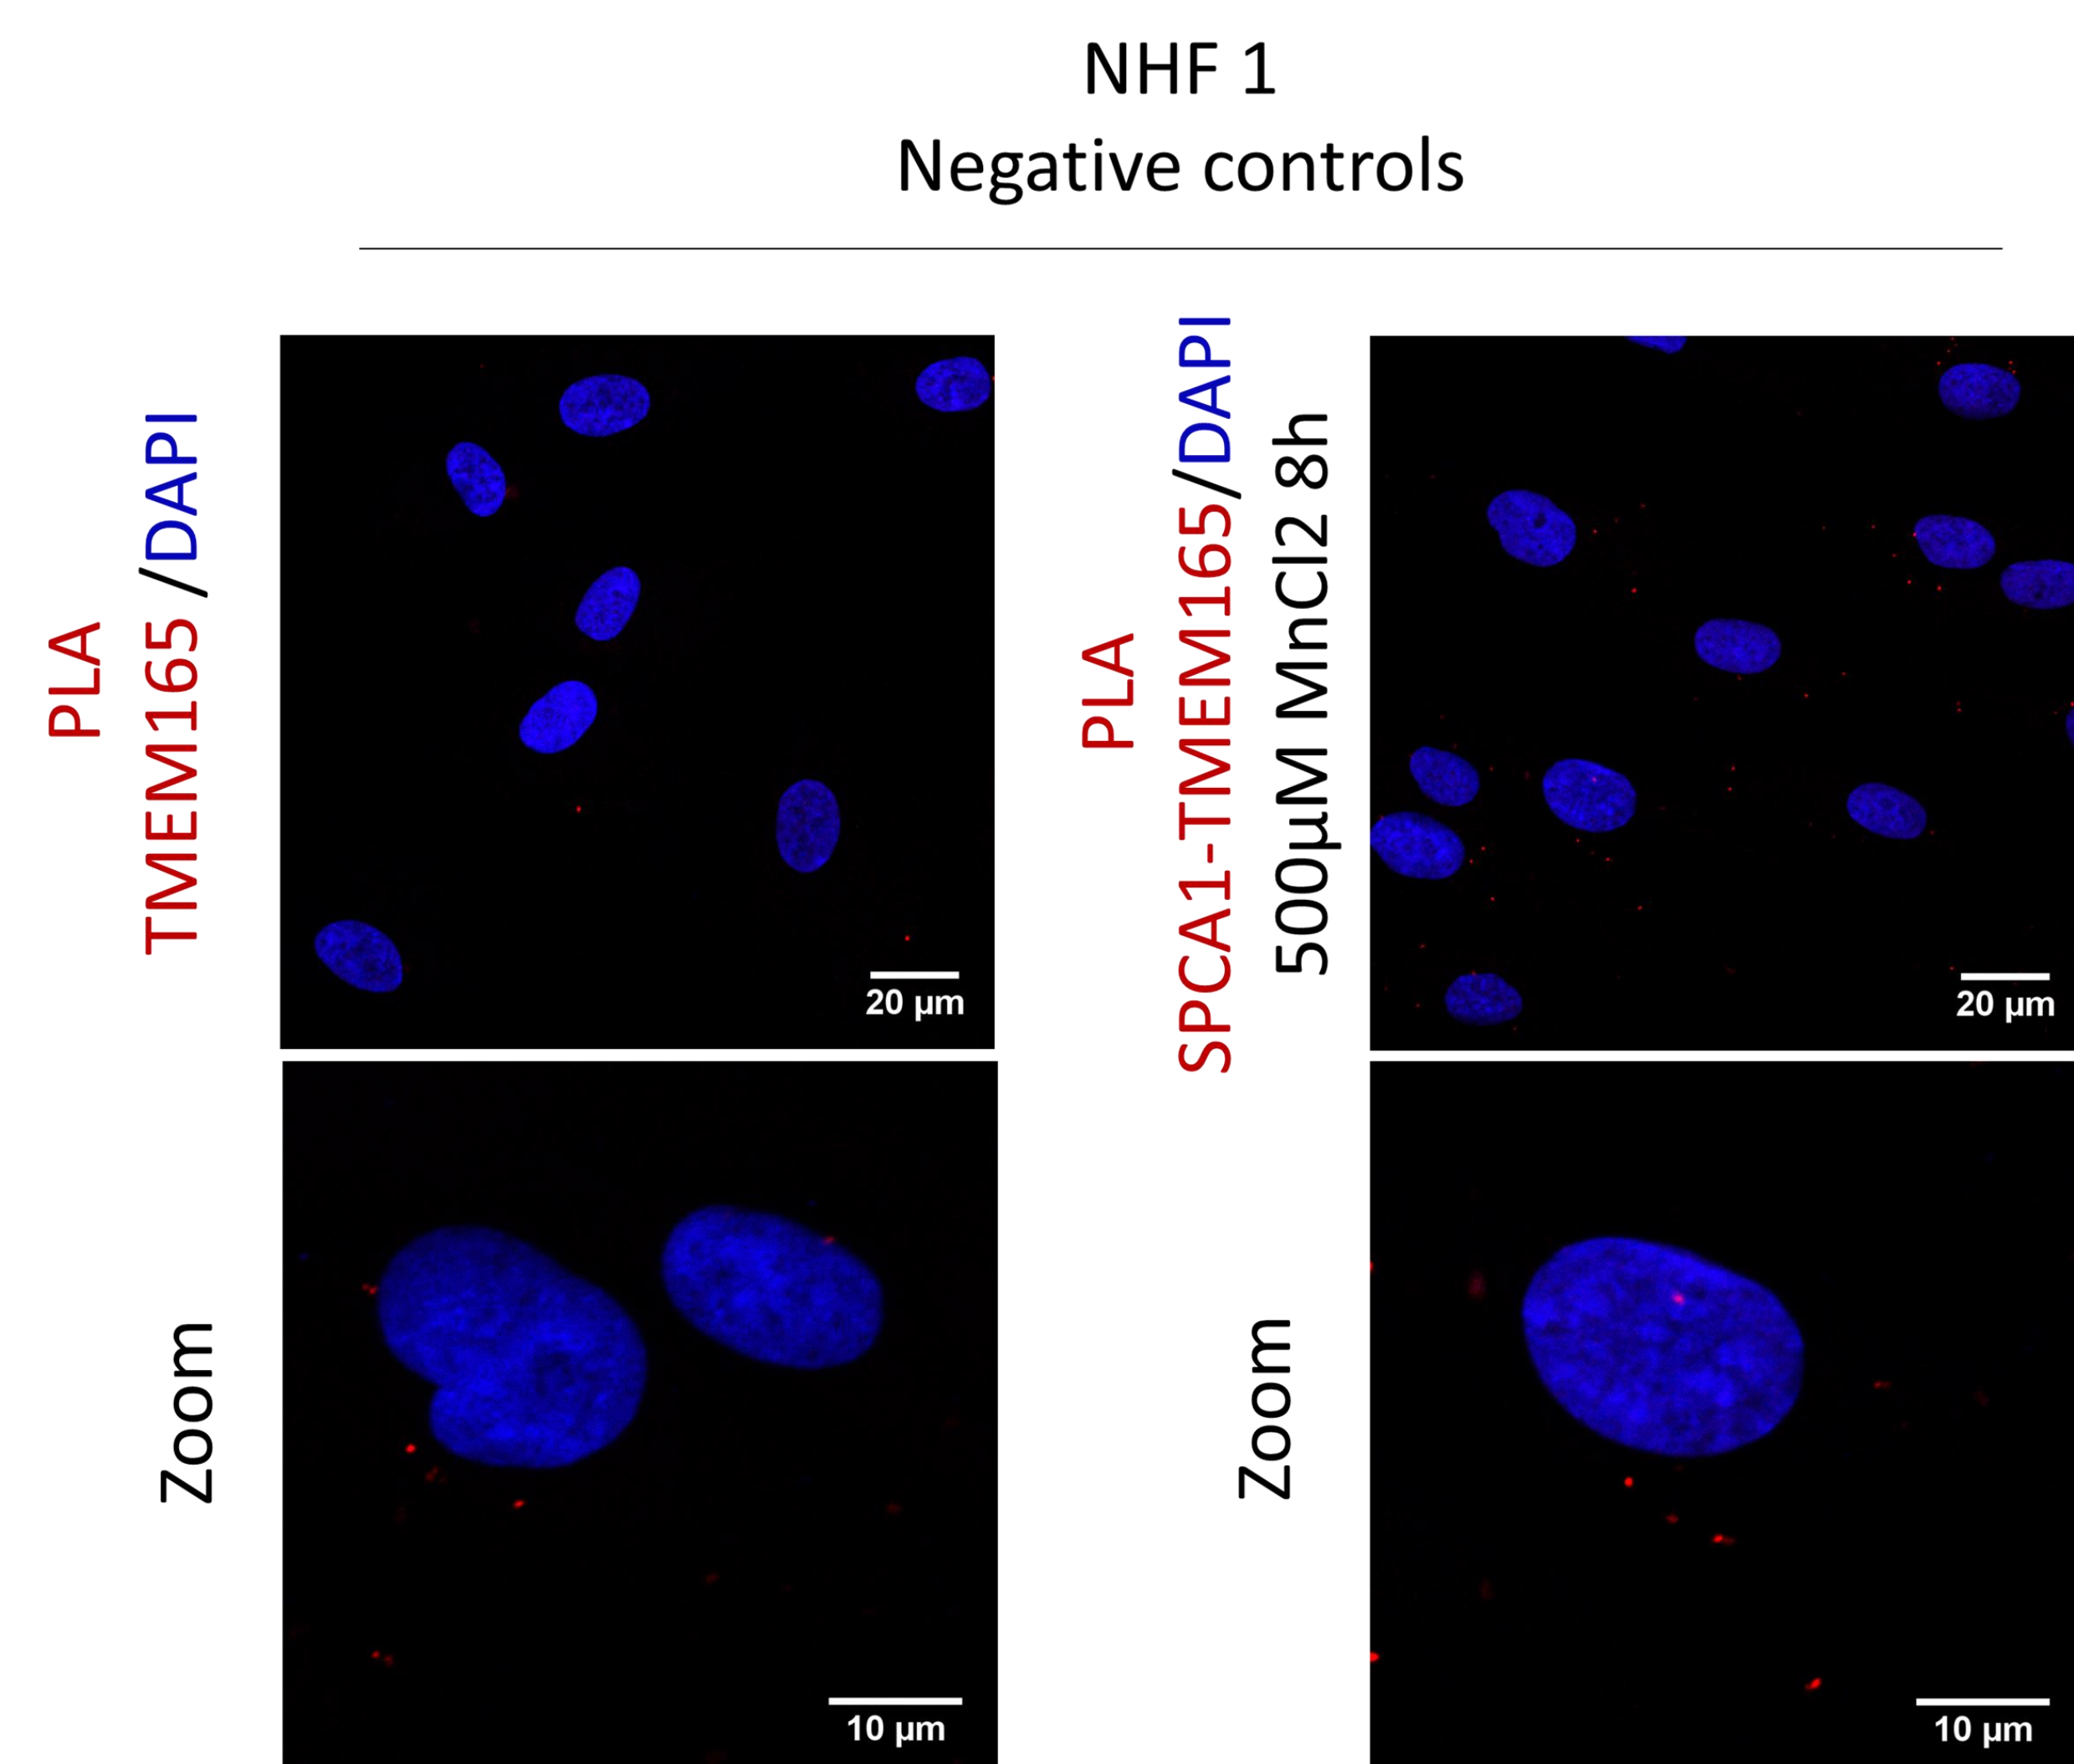 NHF 1
Negative controls
PLA
TMEM165 /DAPI
20 µm
PLA
SPCA1-TMEM165/DAPI
500µM MnCl2 8h
20 µm
Zoom
10 µm
Zoom
10 µm